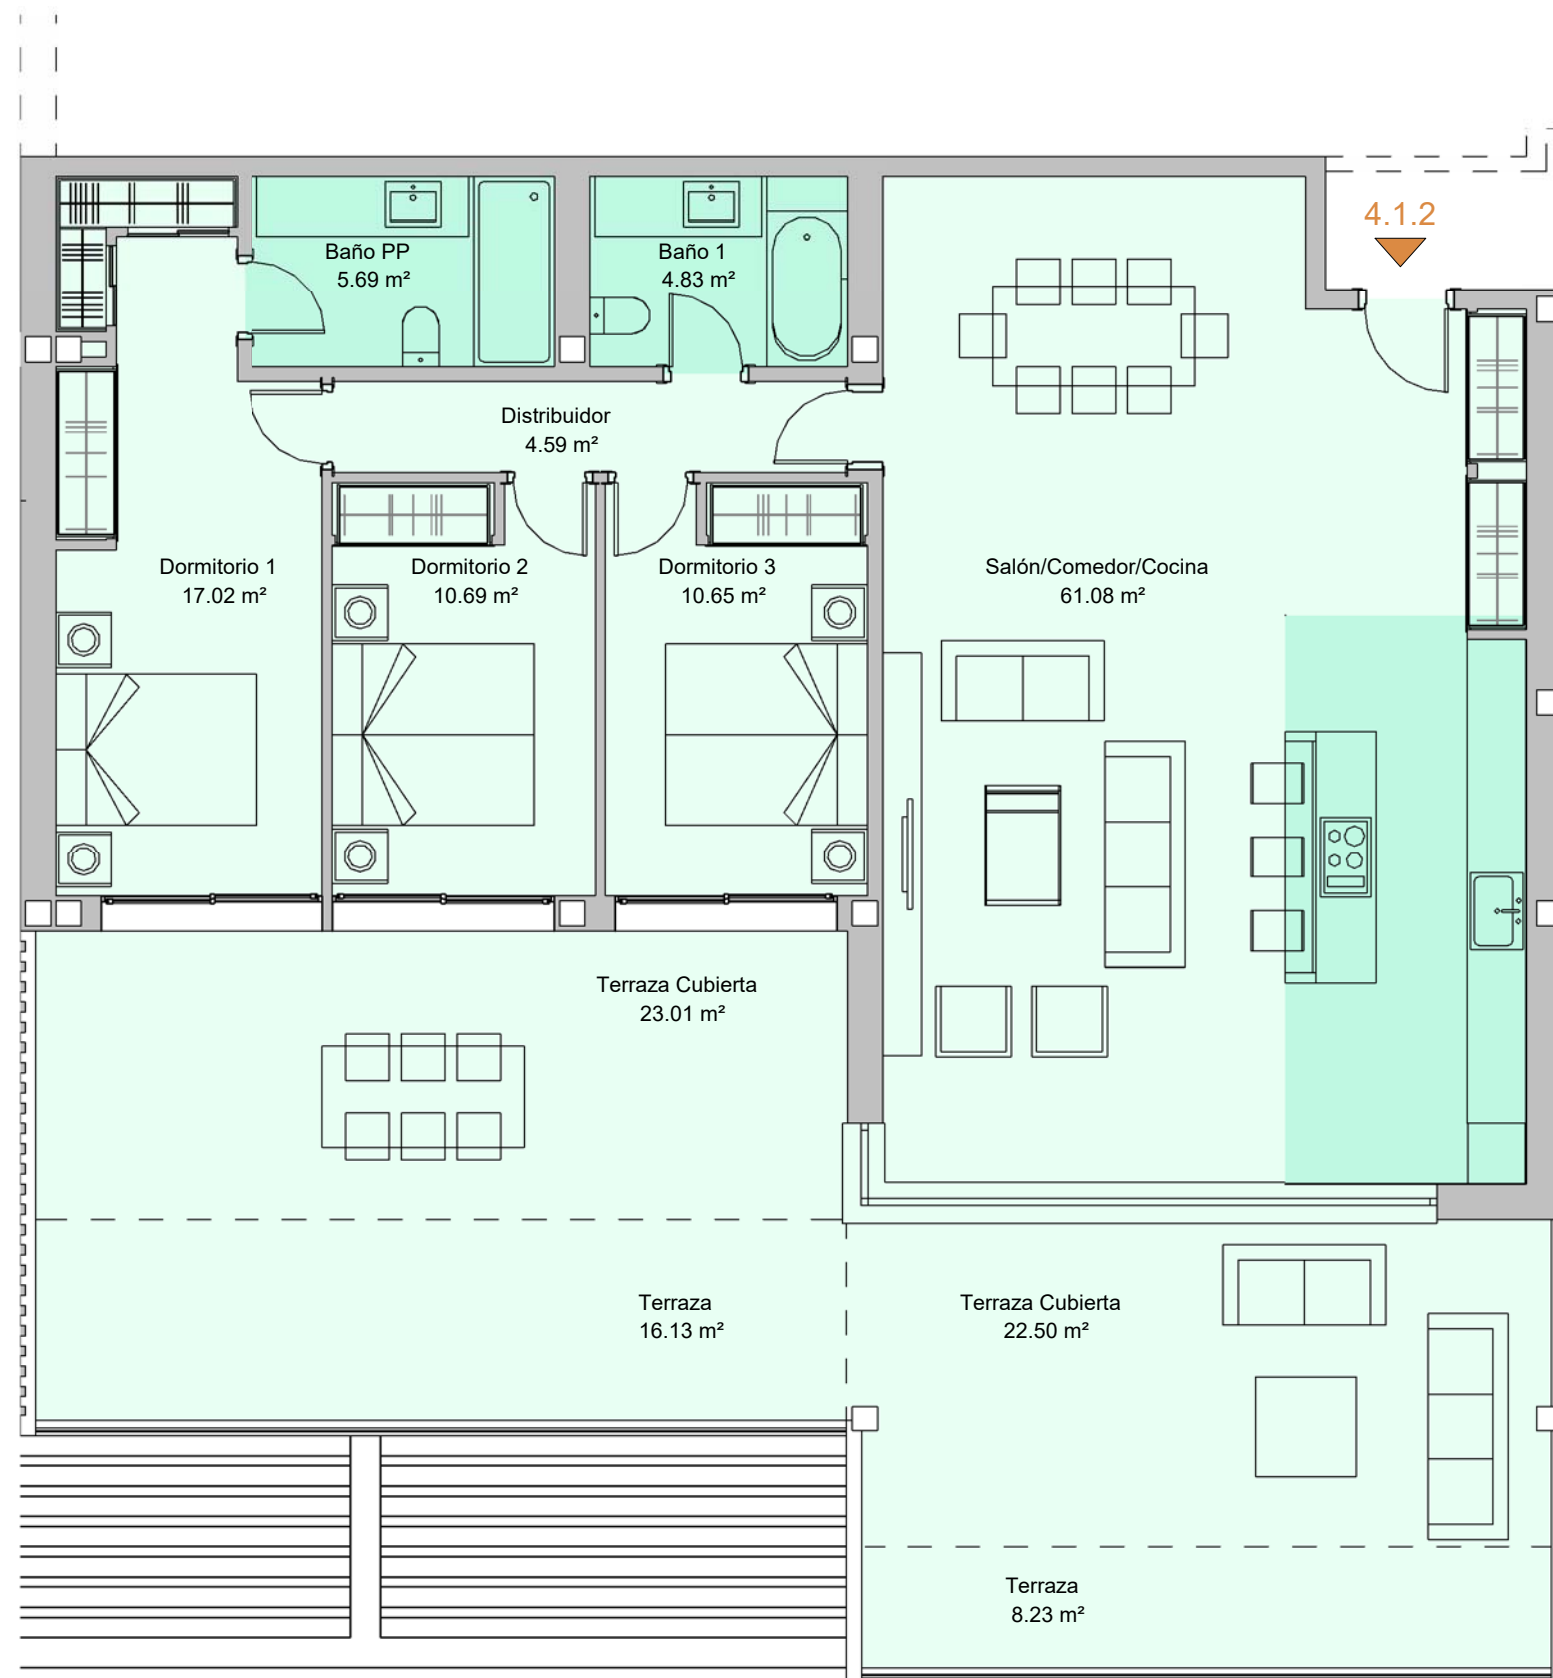 4.1.2
Baño PP
5.69 m²
Baño 1
4.83 m²
Distribuidor
4.59 m²
Dormitorio 1
17.02 m²
Dormitorio 2
10.69 m²
Dormitorio 3
10.65 m²
Salón/Comedor/Cocina
61.08 m²
Terraza Cubierta
23.01 m²
Terraza
16.13 m²
Terraza Cubierta
22.50 m²
Terraza
8.23 m²